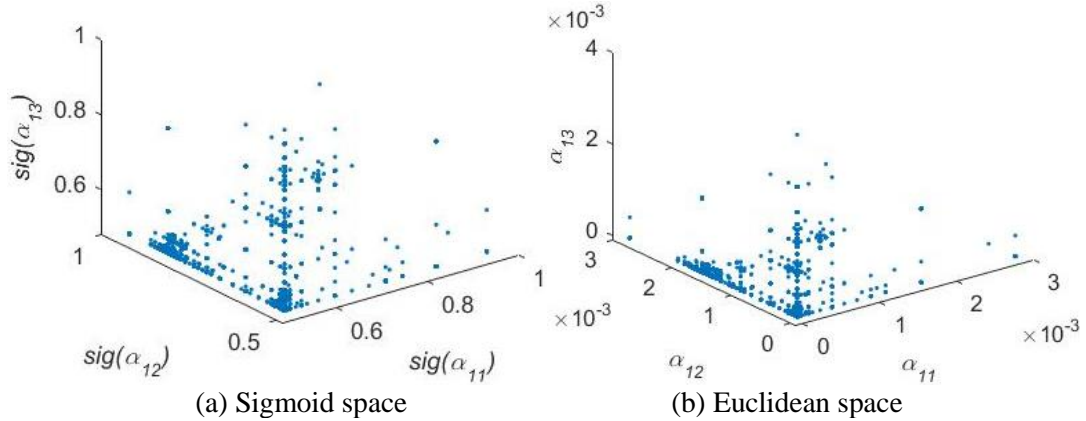 × 10⁻³
1
0.8
0.6
sig(α₁₃)
1
0.5
sig(α₁₂)
0.6
0.8
1
sig(α₁₁)
× 10⁻³
4
2
0
α₁₃
3
2
1
0
α₁₂
0
1
2
3
× 10⁻³
α₁₁
(a) Sigmoid space
(b) Euclidean space